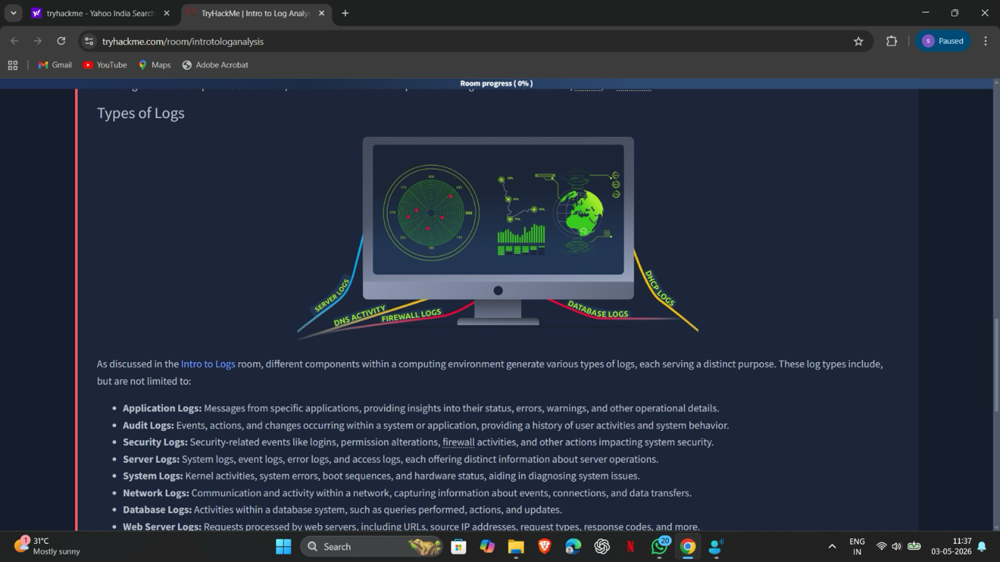 tryhackme - Yahoo India Search
TryHackMe | Intro to Log Analys
tryhackme.com/room/introtologanalysis
S
Paused
Gmail
YouTube
Maps
Adobe Acrobat
Room progress ( 0% )
Types of Logs
SERVER LOGS
DNS ACTIVITY
FIREWALL LOGS
DATABASE LOGS
DHCP LOGS
As discussed in the Intro to Logs room, different components within a computing environment generate various types of logs, each serving a distinct purpose. These log types include,
but are not limited to:
Application Logs: Messages from specific applications, providing insights into their status, errors, warnings, and other operational details.
Audit Logs: Events, actions, and changes occurring within a system or application, providing a history of user activities and system behavior.
Security Logs: Security-related events like logins, permission alterations, firewall activities, and other actions impacting system security.
Server Logs: System logs, event logs, error logs, and access logs, each offering distinct information about server operations.
System Logs: Kernel activities, system errors, boot sequences, and hardware status, aiding in diagnosing system issues.
Network Logs: Communication and activity within a network, capturing information about events, connections, and data transfers.
Database Logs: Activities within a database system, such as queries performed, actions, and updates.
Web Server Logs: Requests processed by web servers, including URLs, source IP addresses, request types, response codes, and more.
1
31°C
Mostly sunny
Search
20
ENG
IN
11:37
03-05-2026